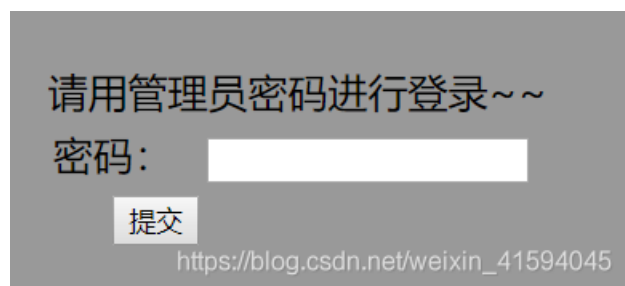 请用管理员密码进行登录~~
密码：
提交
https://blog.csdn.net/weixin_41594045